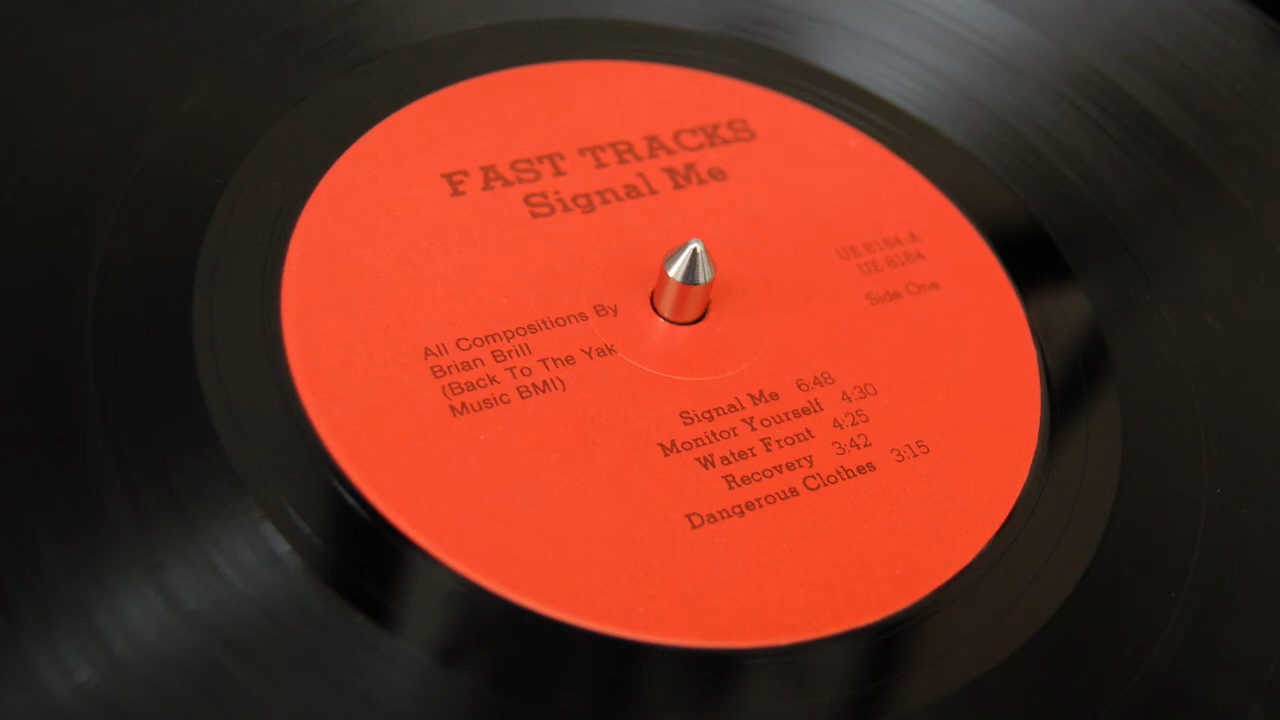 FAST TRACKS
Signal Me
UE 8184-A
UE 8184
Side One
All Compositions By
Brian Brill
(Back To The Yak
Music BMI)
Signal Me 6:48
Monitor Yourself 4:30
Water Front 4:25
Recovery 3:42
Dangerous Clothes 3:15